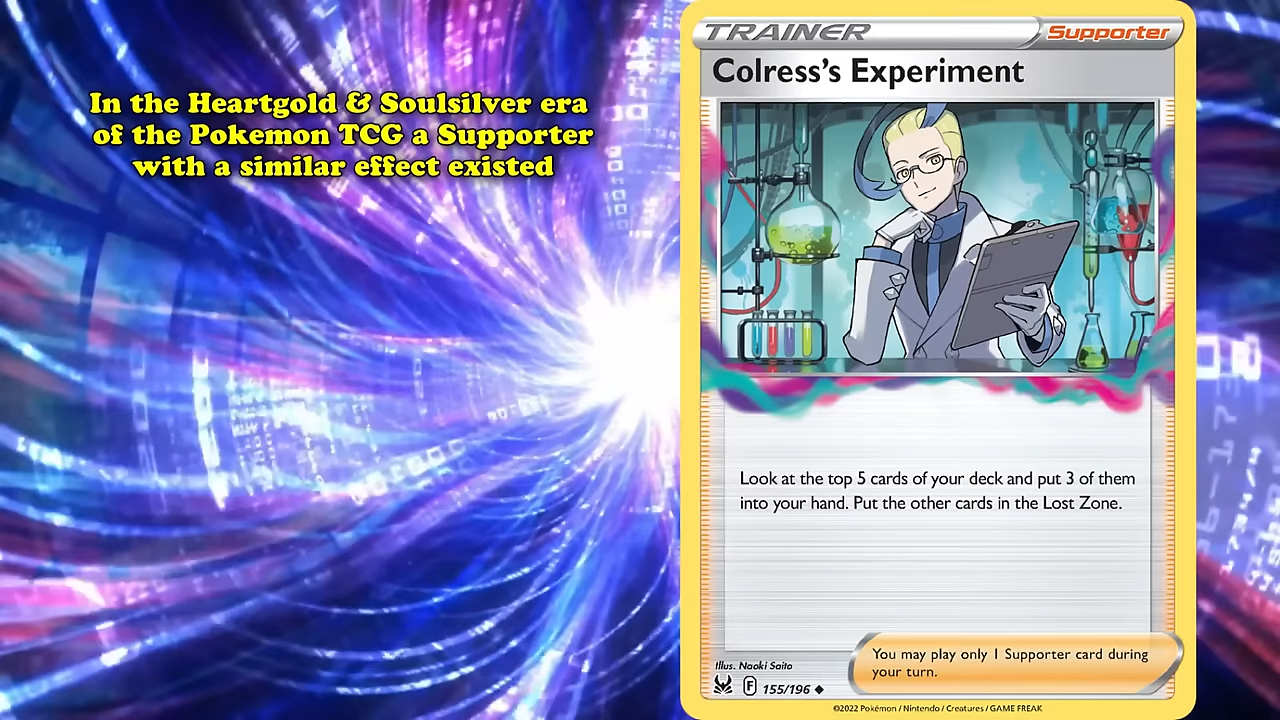 In the Heartgold & Soulsilver era
of the Pokemon TCG a Supporter
with a similar effect existed
TRAINER
Supporter
Colress's Experiment
Look at the top 5 cards of your deck and put 3 of them
into your hand. Put the other cards in the Lost Zone.
You may play only 1 Supporter card during
your turn.
Illus. Naoki Saito
F 155/196
©2022 Pokémon / Nintendo / Creatures / GAME FREAK